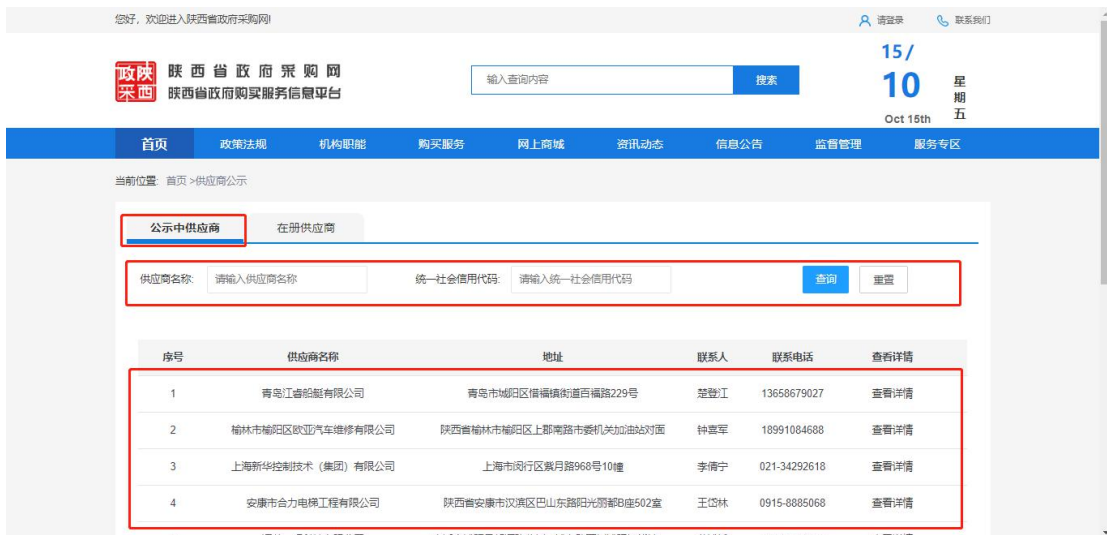 您好，欢迎进入陕西省政府采购网!
请登录
联系我们
政陕采西
陕西省政府采购网
陕西省政府购买服务信息平台
输入查询内容
搜索
15/
10
Oct 15th
星期五
首页 政策法规 机构职能 购买服务 网上商城 资讯动态 信息公告 监督管理 服务专区
当前位置: 首页 >供应商公示
公示中供应商 在册供应商
供应商名称: 请输入供应商名称 统一社会信用代码: 请输入统一社会信用代码 查询 重置
序号 供应商名称 地址 联系人 联系电话 查看详情
1 青岛江睿船艇有限公司 青岛市城阳区惜福镇街道百福路229号 楚登江 13658679027 查看详情
2 榆林市榆阳区欧亚汽车维修有限公司 陕西省榆林市榆阳区上郡南路市委机关加油站对面 钟喜军 18991084688 查看详情
3 上海新华控制技术（集团）有限公司 上海市闵行区紫月路968号10幢 李倩宁 021-34292618 查看详情
4 安康市合力电梯工程有限公司 陕西省安康市汉滨区巴山东路阳光丽都B座502室 王岱林 0915-8885068 查看详情